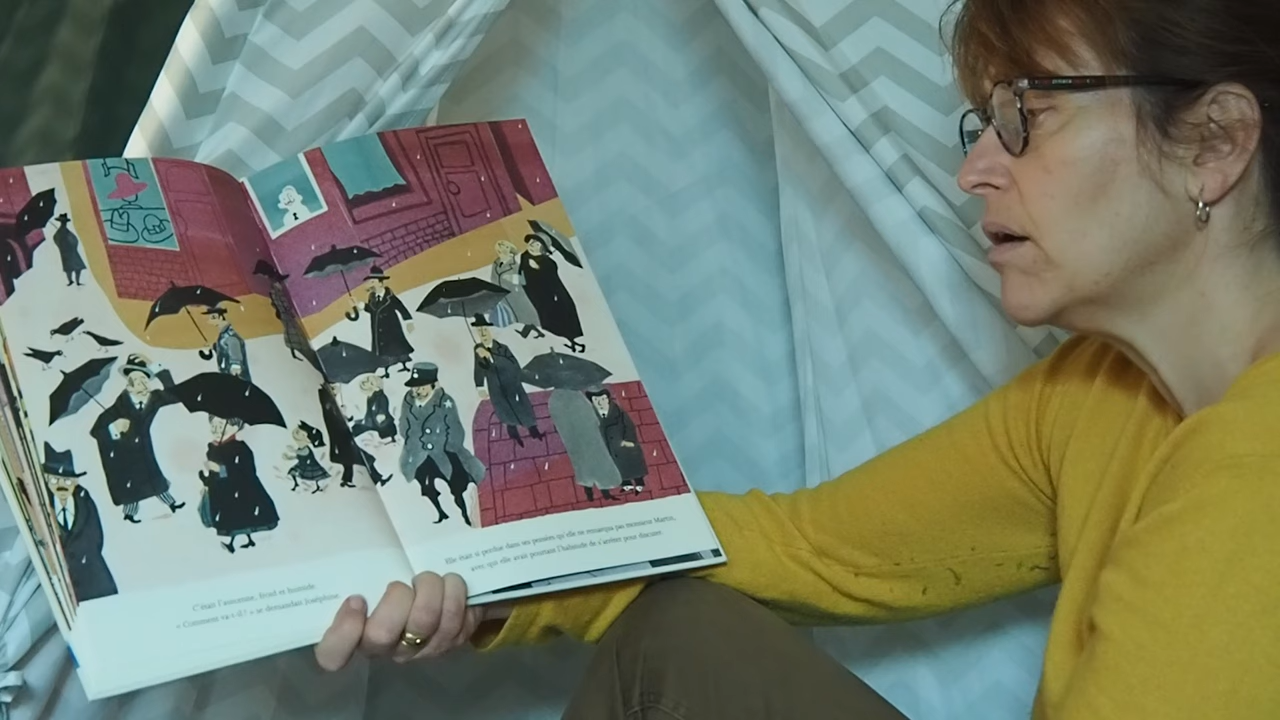 C'était l'automne, froid et humide.
« Comment va-t-il ? » se demandait Joséphine.
Elle était si perdue dans ses pensées qu'elle ne remarqua pas monsieur Martin,
avec qui elle avait pourtant l'habitude de s'arrêter pour discuter.